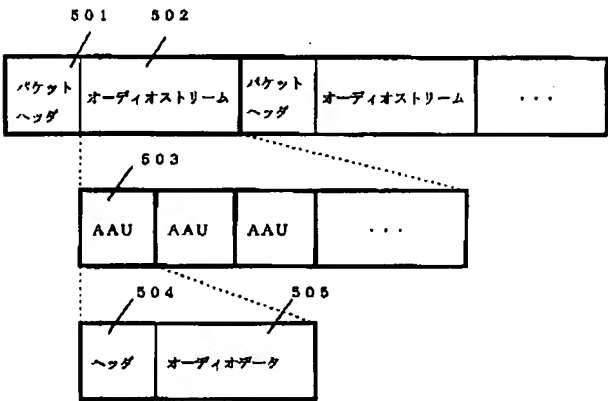 501 502
パケット
ヘッダ
オーディオストリーム
パケット
ヘッダ
オーディオストリーム
・・・
503
AAU AAU AAU ・・・
504 505
ヘッダ オーディオデータ